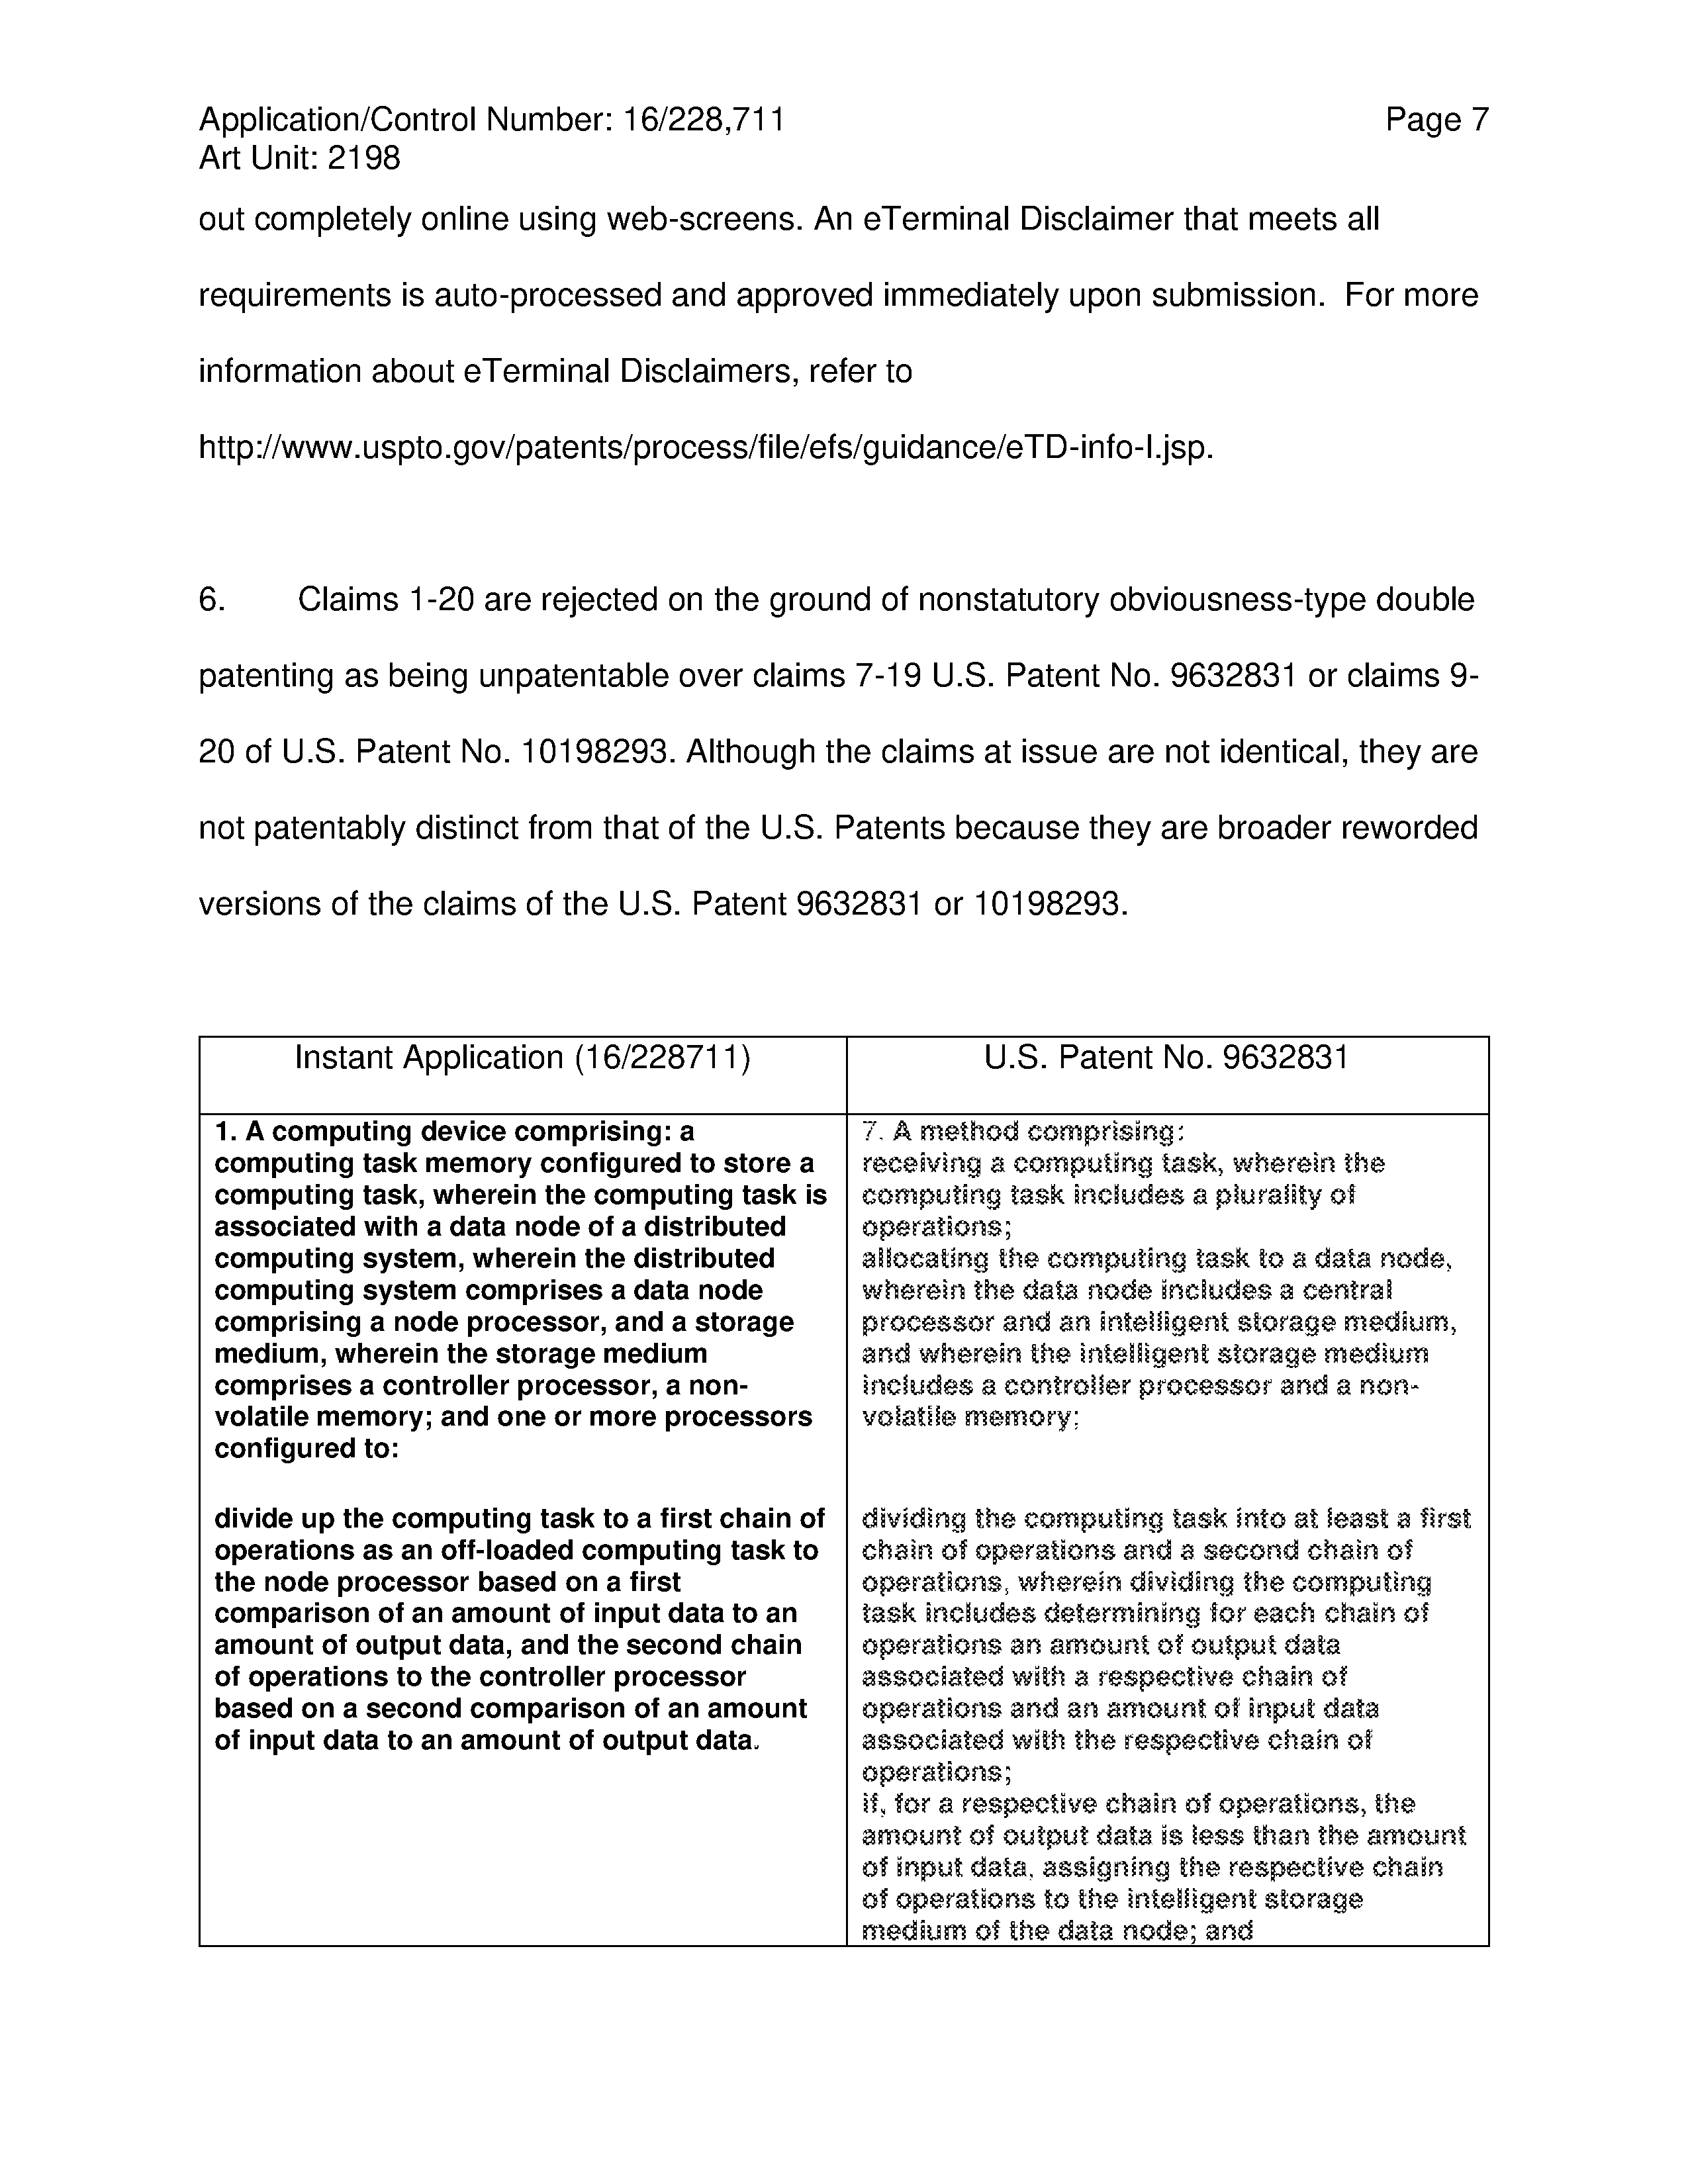 Application/Control Number: 16/228,711 Page 7
Art Unit: 2198
out completely online using web-screens. An eTerminal Disclaimer that meets all
requirements is auto-processed and approved immediately upon submission.  For more
information about eTerminal Disclaimers, refer to
http://www.uspto.gov/patents/process/file/efs/guidance/eTD-info-I.jsp.
6. Claims 1-20 are rejected on the ground of nonstatutory obviousness-type double
patenting as being unpatentable over claims 7-19 U.S. Patent No. 9632831 or claims 9-
20 of U.S. Patent No. 10198293. Although the claims at issue are not identical, they are
not patentably distinct from that of the U.S. Patents because they are broader reworded
versions of the claims of the U.S. Patent 9632831 or 10198293.
Instant Application (16/228711)
1. A computing device comprising: a
computing task memory configured to store a
computing task, wherein the computing task is
associated with a data node of a distributed
computing system, wherein the distributed
computing system comprises a data node
comprising a node processor, and a storage
medium, wherein the storage medium
comprises a controller processor, a non-
volatile memory; and one or more processors
configured to:
divide up the computing task to a first chain of
operations as an off-loaded computing task to
the node processor based on a first
comparison of an amount of input data to an
amount of output data, and the second chain
of operations to the controller processor
based on a second comparison of an amount
of input data to an amount of output data.
U.S. Patent No. 9632831
7. A method comprising:
receiving a computing task, wherein the
computing task includes a plurality of
operations;
allocating the computing task to a data node,
wherein the data node includes a central
processor and an intelligent storage medium,
and wherein the intelligent storage medium
includes a controller processor and a non-
volatile memory;
dividing the computing task into at least a first
chain of operations and a second chain of
operations, wherein dividing the computing
task includes determining for each chain of
operations an amount of output data
associated with a respective chain of
operations and an amount of input data
associated with the respective chain of
operations;
if, for a respective chain of operations, the
amount of output data is less than the amount
of input data, assigning the respective chain
of operations to the intelligent storage
medium of the data node; and